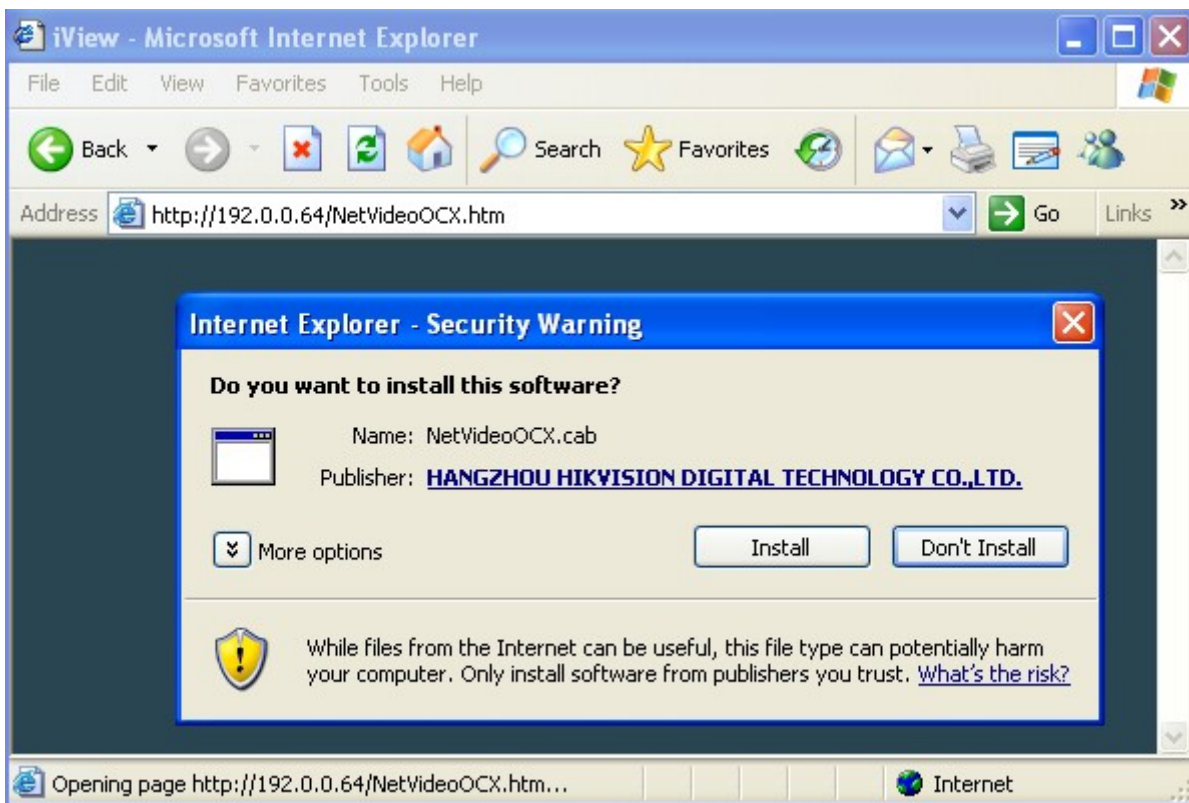 iView - Microsoft Internet Explorer
File Edit View Favorites Tools Help
Back Search Favorites
Address http://192.0.0.64/NetVideoOCX.htm Go Links »
Internet Explorer - Security Warning
Do you want to install this software?
Name: NetVideoOCX.cab
Publisher: HANGZHOU HIKVISION DIGITAL TECHNOLOGY CO.,LTD.
More options Install Don't Install
While files from the Internet can be useful, this file type can potentially harm
your computer. Only install software from publishers you trust. What's the risk?
Opening page http://192.0.0.64/NetVideoOCX.htm... Internet